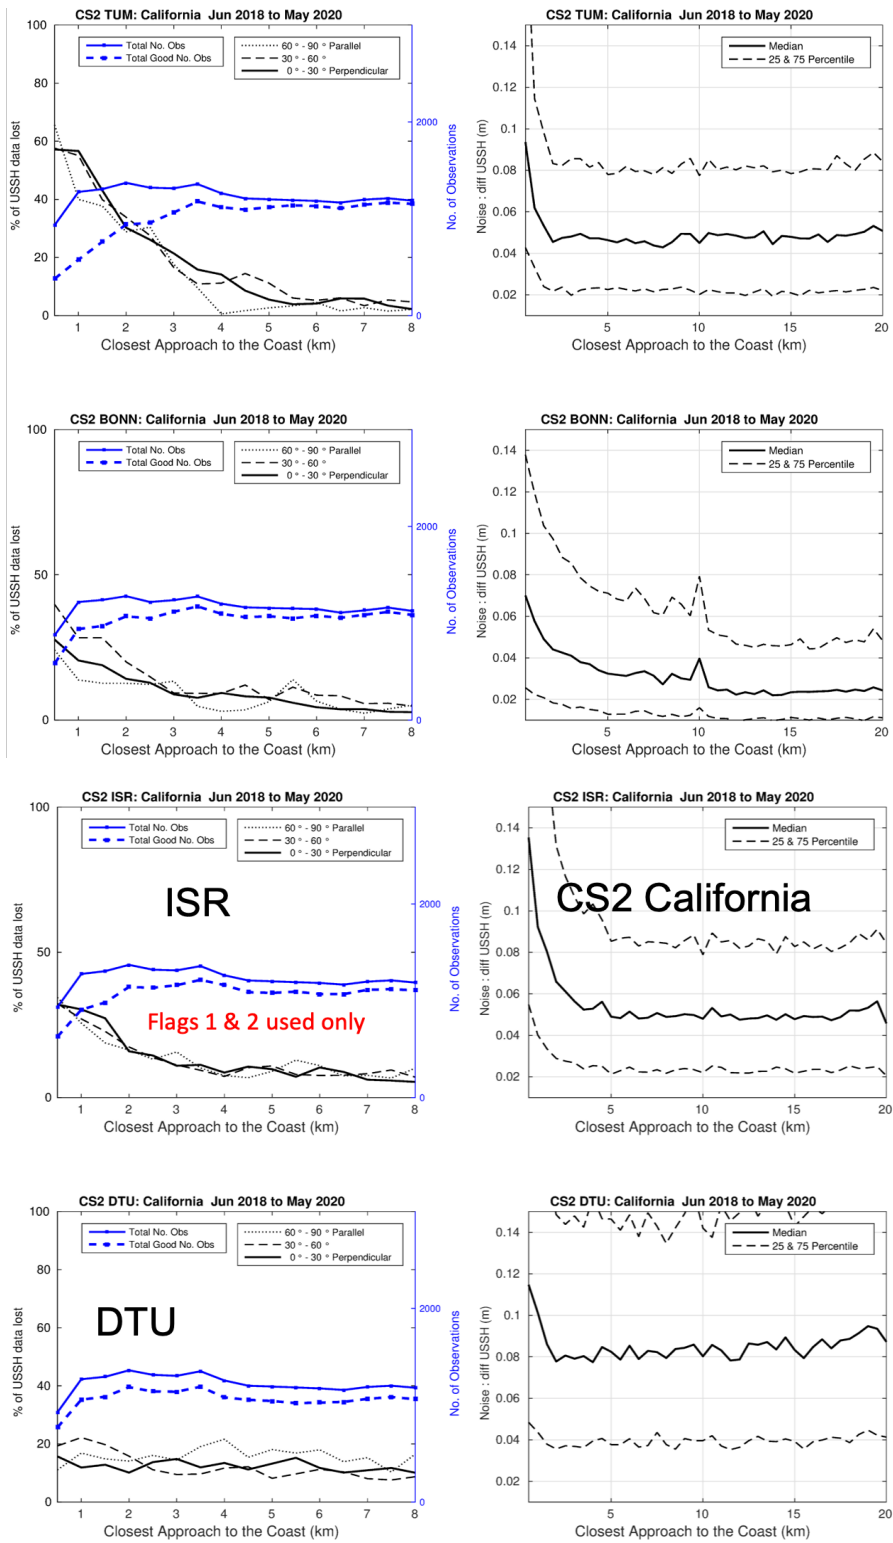 CS2 TUM: California Jun 2018 to May 2020
% of USSH data lost
No. of Observations
100
80
60
40
20
0
2000
0
Total No. Obs
Total Good No. Obs
60 ° - 90 ° Parallel
30 ° - 60 °
0 ° - 30 ° Perpendicular
1 2 3 4 5 6 7 8
Closest Approach to the Coast (km)
CS2 TUM: California Jun 2018 to May 2020
Noise : diff USSH (m)
0.14
0.12
0.1
0.08
0.06
0.04
0.02
Median
25 & 75 Percentile
5 10 15 20
Closest Approach to the Coast (km)
CS2 BONN: California Jun 2018 to May 2020
% of USSH data lost
No. of Observations
100
50
0
2000
0
Total No. Obs
Total Good No. Obs
60 ° - 90 ° Parallel
30 ° - 60 °
0 ° - 30 ° Perpendicular
1 2 3 4 5 6 7 8
Closest Approach to the Coast (km)
CS2 BONN: California Jun 2018 to May 2020
Noise : diff USSH (m)
0.14
0.12
0.1
0.08
0.06
0.04
0.02
Median
25 & 75 Percentile
5 10 15 20
Closest Approach to the Coast (km)
CS2 ISR: California Jun 2018 to May 2020
% of USSH data lost
No. of Observations
100
50
0
2000
0
Total No. Obs
Total Good No. Obs
60 ° - 90 ° Parallel
30 ° - 60 °
0 ° - 30 ° Perpendicular
ISR
Flags 1 & 2 used only
1 2 3 4 5 6 7 8
Closest Approach to the Coast (km)
CS2 ISR: California Jun 2018 to May 2020
Noise : diff USSH (m)
0.14
0.12
0.1
0.08
0.06
0.04
0.02
Median
25 & 75 Percentile
CS2 California
5 10 15 20
Closest Approach to the Coast (km)
CS2 DTU: California Jun 2018 to May 2020
% of USSH data lost
No. of Observations
100
80
60
40
20
0
2000
0
Total No. Obs
Total Good No. Obs
60 ° - 90 ° Parallel
30 ° - 60 °
0 ° - 30 ° Perpendicular
DTU
1 2 3 4 5 6 7 8
Closest Approach to the Coast (km)
CS2 DTU: California Jun 2018 to May 2020
Noise : diff USSH (m)
0.14
0.12
0.1
0.08
0.06
0.04
0.02
Median
25 & 75 Percentile
5 10 15 20
Closest Approach to the Coast (km)